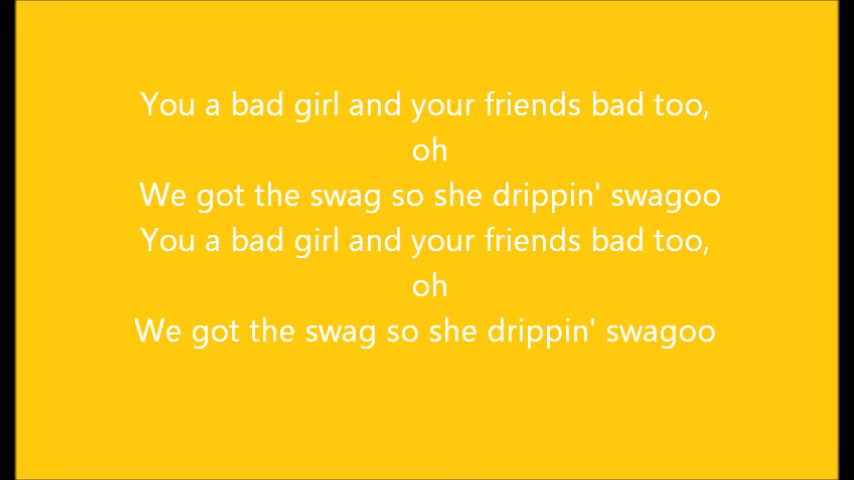 You a bad girl and your friends bad too,
oh
We got the swag so she drippin' swagoo
You a bad girl and your friends bad too,
oh
We got the swag so she drippin' swagoo